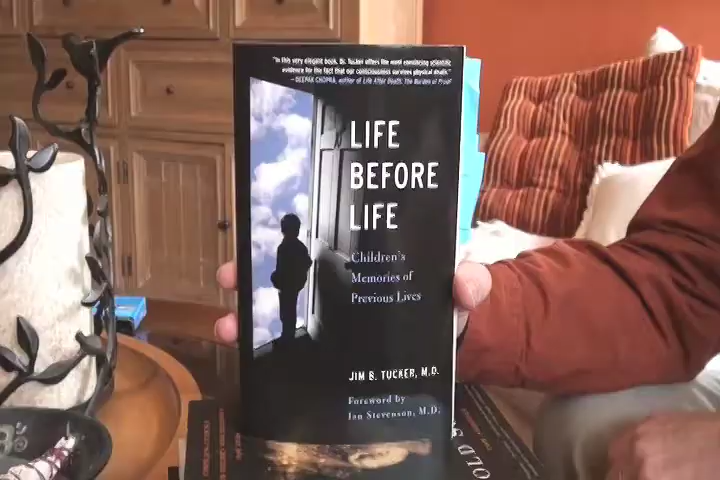 "In this very elegant book, Dr. Tucker offers the most convincing scientific
evidence for the fact that our consciousness survives physical death."
—DEEPAK CHOPRA, author of Life After Death: The Burden of Proof
LIFE
BEFORE
LIFE
Children's
Memories of
Previous Lives
JIM B. TUCKER, M.D.
Foreword by
Ian Stevenson, M.D.
OLD